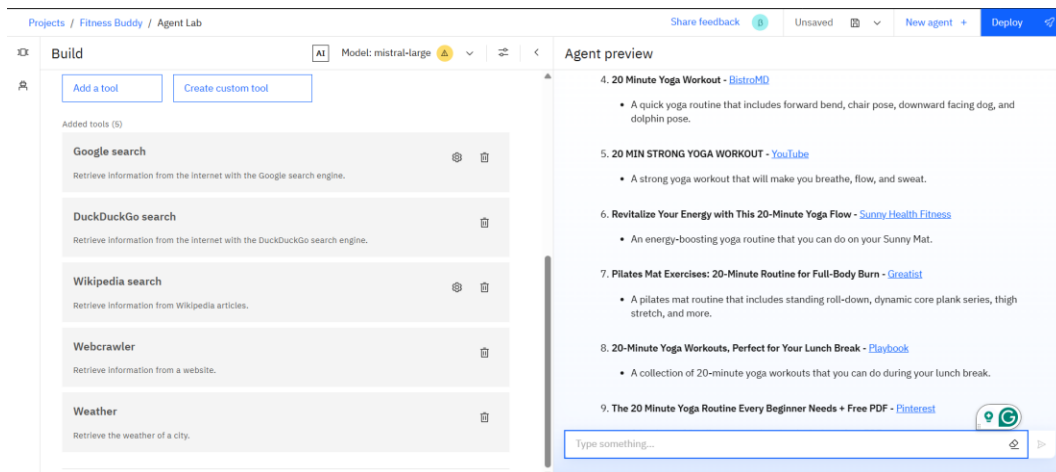 Projects / Fitness Buddy / Agent Lab
Share feedback
Unsaved
New agent +
Deploy
Build
AI
Model: mistral-large
Agent preview
Add a tool
Create custom tool
Added tools (5)
Google search
Retrieve information from the internet with the Google search engine.
DuckDuckGo search
Retrieve information from the internet with the DuckDuckGo search engine.
Wikipedia search
Retrieve information from Wikipedia articles.
Webcrawler
Retrieve information from a website.
Weather
Retrieve the weather of a city.
4. 20 Minute Yoga Workout - BistroMD
• A quick yoga routine that includes forward bend, chair pose, downward facing dog, and
dolphin pose.
5. 20 MIN STRONG YOGA WORKOUT - YouTube
• A strong yoga workout that will make you breathe, flow, and sweat.
6. Revitalize Your Energy with This 20-Minute Yoga Flow - Sunny Health Fitness
• An energy-boosting yoga routine that you can do on your Sunny Mat.
7. Pilates Mat Exercises: 20-Minute Routine for Full-Body Burn - Greatist
• A pilates mat routine that includes standing roll-down, dynamic core plank series, thigh
stretch, and more.
8. 20-Minute Yoga Workouts, Perfect for Your Lunch Break - Playbook
• A collection of 20-minute yoga workouts that you can do during your lunch break.
9. The 20 Minute Yoga Routine Every Beginner Needs + Free PDF - Pinterest
Type something...